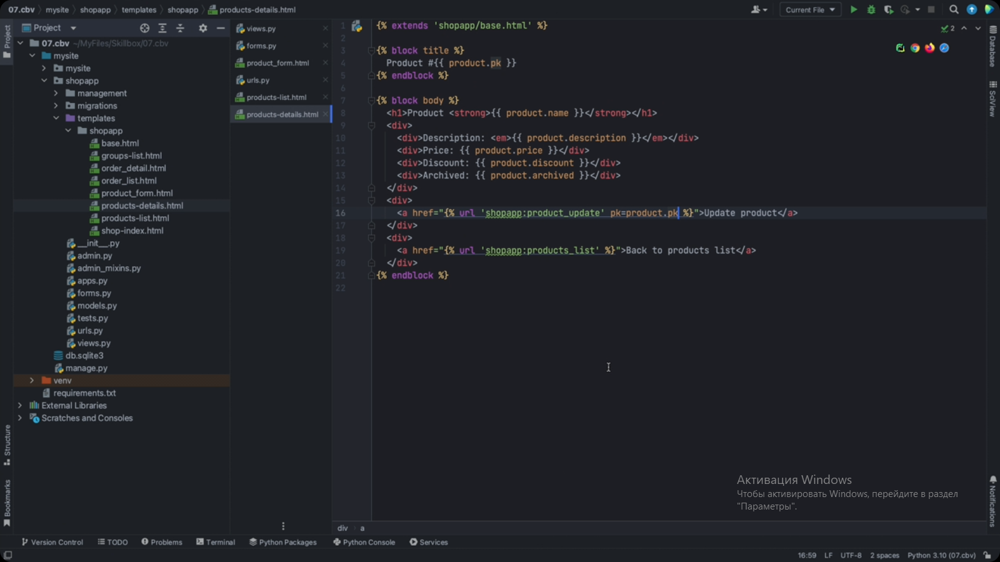 07.cbv mysite shopapp templates shopapp products-details.html
Current File
Project
07.cbv ~/MyFiles/Skillbox/07.cbv
mysite
mysite
shopapp
management
migrations
templates
shopapp
base.html
groups-list.html
order_detail.html
order_list.html
product_form.html
products-details.html
products-list.html
shop-index.html
__init__.py
admin.py
admin_mixins.py
apps.py
forms.py
models.py
tests.py
urls.py
views.py
db.sqlite3
manage.py
venv
requirements.txt
External Libraries
Scratches and Consoles
views.py
forms.py
product_form.html
urls.py
products-list.html
products-details.html
1 {% extends 'shopapp/base.html' %}
2
3 {% block title %}
4 Product #{{ product.pk }}
5 {% endblock %}
6
7 {% block body %}
8 <h1>Product <strong>{{ product.name }}</strong></h1>
9 <div>
10 <div>Description: <em>{{ product.description }}</em></div>
11 <div>Price: {{ product.price }}</div>
12 <div>Discount: {{ product.discount }}</div>
13 <div>Archived: {{ product.archived }}</div>
14 </div>
15 <div>
16 <a href="{% url 'shopapp:product_update' pk=product.pk %}">Update product</a>
17 </div>
18 <div>
19 <a href="{% url 'shopapp:products_list' %}">Back to products list</a>
20 </div>
21 {% endblock %}
22
2
Project
Structure
Bookmarks
Database
SciView
Notifications
Активация Windows
Чтобы активировать Windows, перейдите в раздел
"Параметры".
div a
Version Control TODO Problems Terminal Python Packages Python Console Services
16:59 LF UTF-8 2 spaces Python 3.10 (07.cbv)